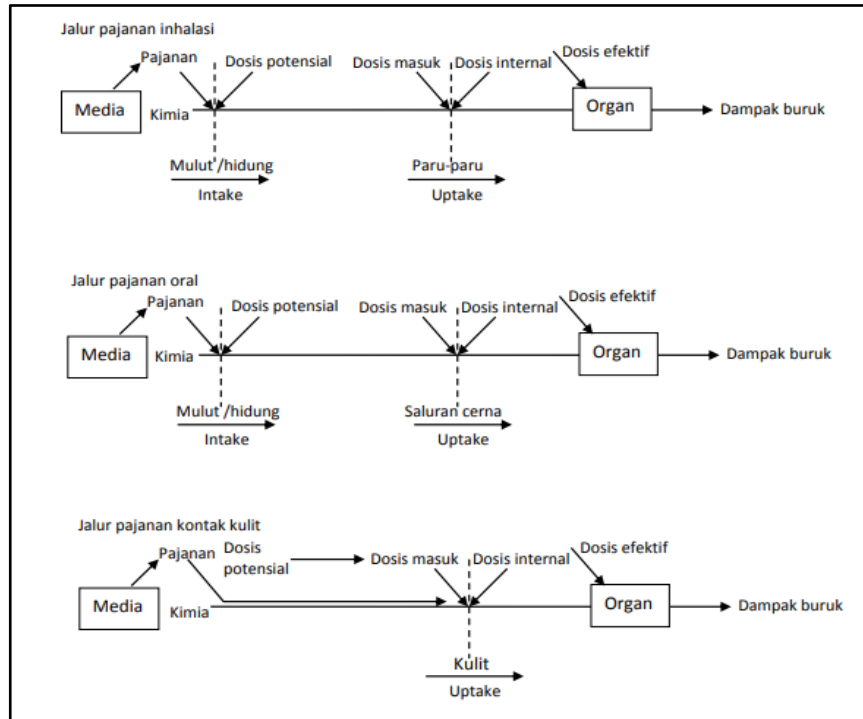 Jalur pajanan inhalasi
Pajanan
Dosis potensial
Dosis masuk
Dosis internal
Dosis efektif
Media
Kimia
Organ
Dampak buruk
Mulut /hidung
Intake
Paru-paru
Uptake
Jalur pajanan oral
Pajanan
Dosis potensial
Dosis masuk
Dosis internal
Dosis efektif
Media
Kimia
Organ
Dampak buruk
Mulut /hidung
Intake
Saluran cerna
Uptake
Jalur pajanan kontak kulit
Pajanan
Dosis
potensial
Dosis masuk
Dosis internal
Dosis efektif
Media
Kimia
Organ
Dampak buruk
Kulit
Uptake